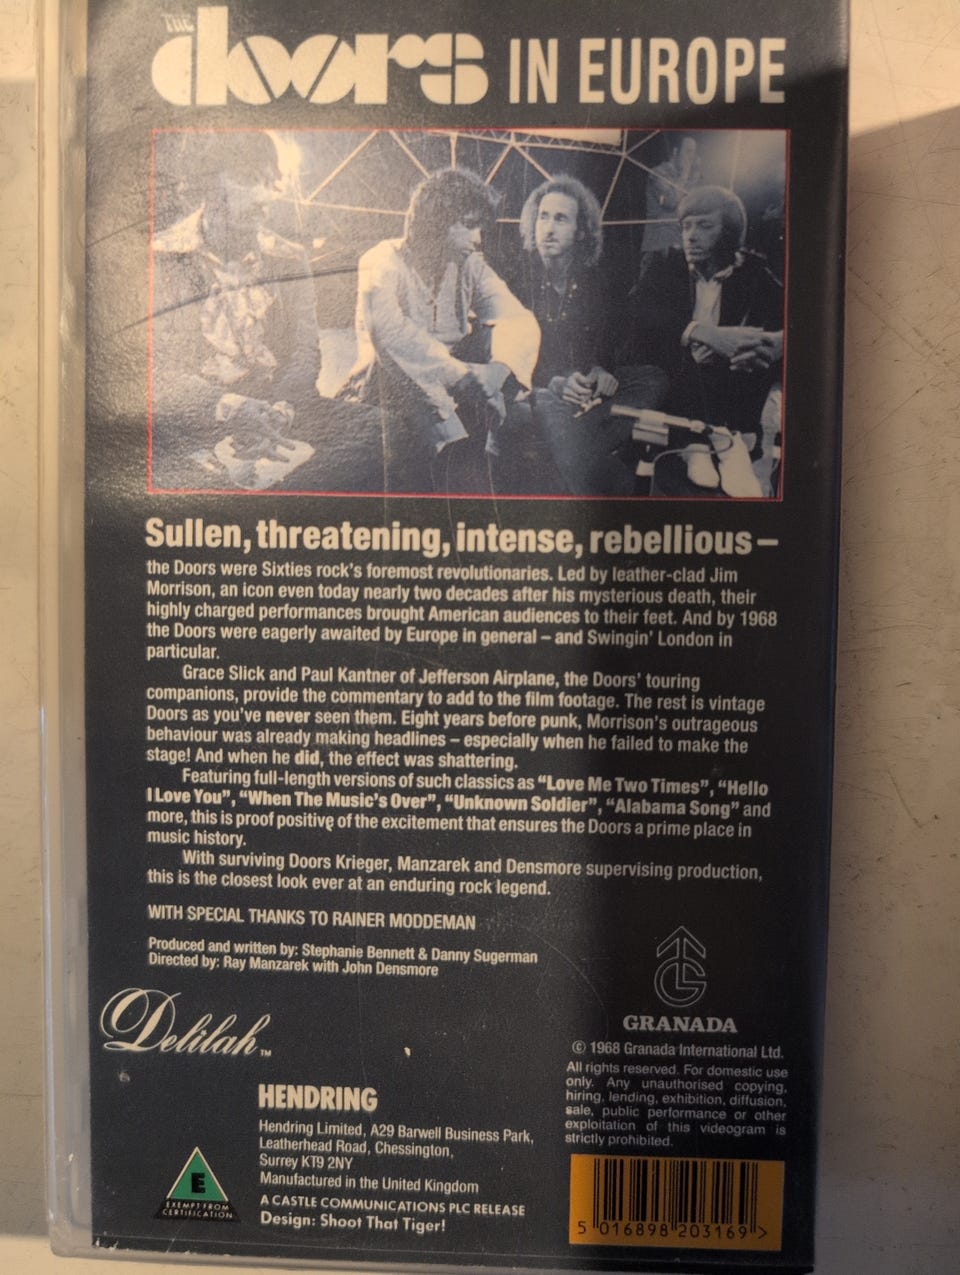 THE
doors IN EUROPE
Sullen, threatening, intense, rebellious –
the Doors were Sixties rock's foremost revolutionaries. Led by leather-clad Jim
Morrison, an icon even today nearly two decades after his mysterious death, their
highly charged performances brought American audiences to their feet. And by 1968
the Doors were eagerly awaited by Europe in general – and Swingin' London in
particular.
Grace Slick and Paul Kantner of Jefferson Airplane, the Doors' touring
companions, provide the commentary to add to the film footage. The rest is vintage
Doors as you've never seen them. Eight years before punk, Morrison's outrageous
behaviour was already making headlines – especially when he failed to make the
stage! And when he did, the effect was shattering.
Featuring full-length versions of such classics as “Love Me Two Times”, “Hello
I Love You”, “When The Music's Over”, “Unknown Soldier”, “Alabama Song” and
more, this is proof positive of the excitement that ensures the Doors a prime place in
music history.
With surviving Doors Krieger, Manzarek and Densmore supervising production,
this is the closest look ever at an enduring rock legend.
WITH SPECIAL THANKS TO RAINER MODDEMAN
Produced and written by: Stephanie Bennett & Danny Sugerman
Directed by: Ray Manzarek with John Densmore
Delilah™
GRANADA
© 1968 Granada International Ltd.
All rights reserved. For domestic use
only. Any unauthorised copying,
hiring, lending, exhibition, diffusion,
sale, public performance or other
exploitation of this videogram is
strictly prohibited.
HENDRING
Hendring Limited, A29 Barwell Business Park,
Leatherhead Road, Chessington,
Surrey KT9 2NY
Manufactured in the United Kingdom
A CASTLE COMMUNICATIONS PLC RELEASE
Design: Shoot That Tiger!
E
EXEMPT FROM
CERTIFICATION
5 016898 203169 >